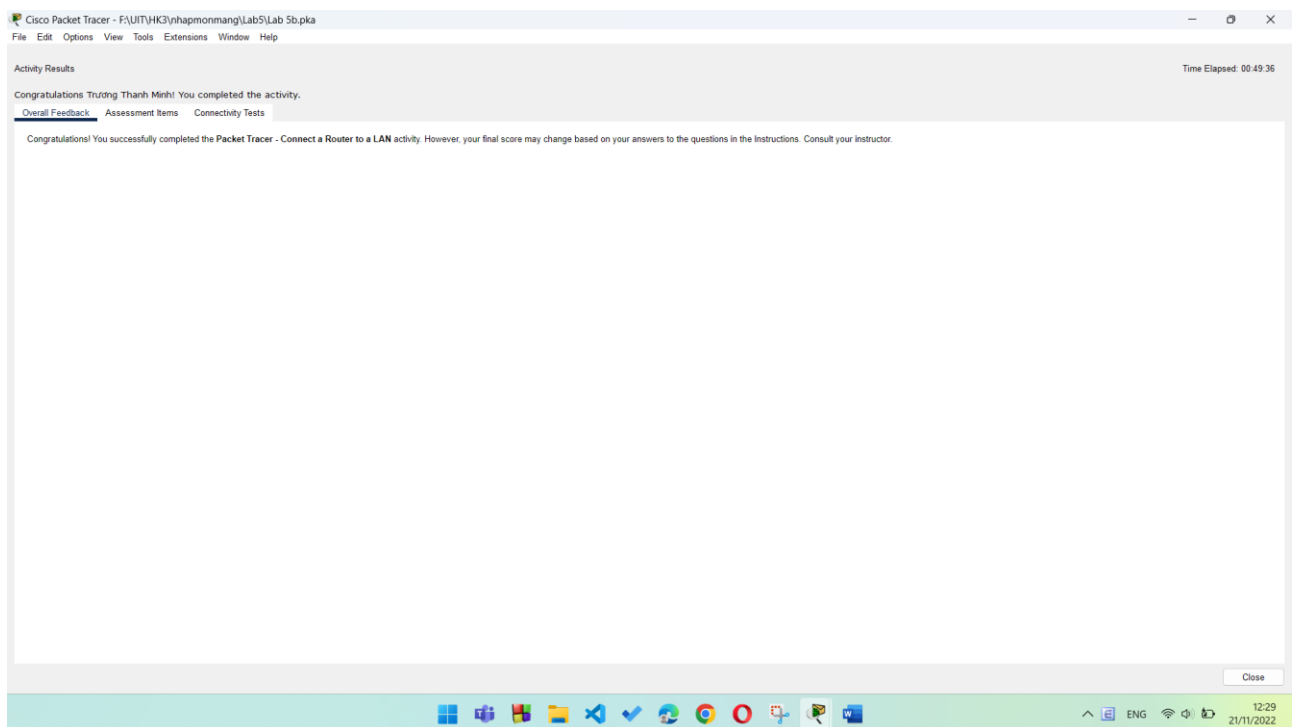 Cisco Packet Tracer - F:\UIT\HK3\nhapmonmang\Lab5\Lab 5b.pka
File Edit Options View Tools Extensions Window Help
Activity Results
Time Elapsed: 00:49:36
Congratulations Trương Thanh Minh! You completed the activity.
Overall Feedback Assessment Items Connectivity Tests
Congratulations! You successfully completed the Packet Tracer - Connect a Router to a LAN activity. However, your final score may change based on your answers to the questions in the Instructions. Consult your instructor.
Close
ENG
12:29
21/11/2022